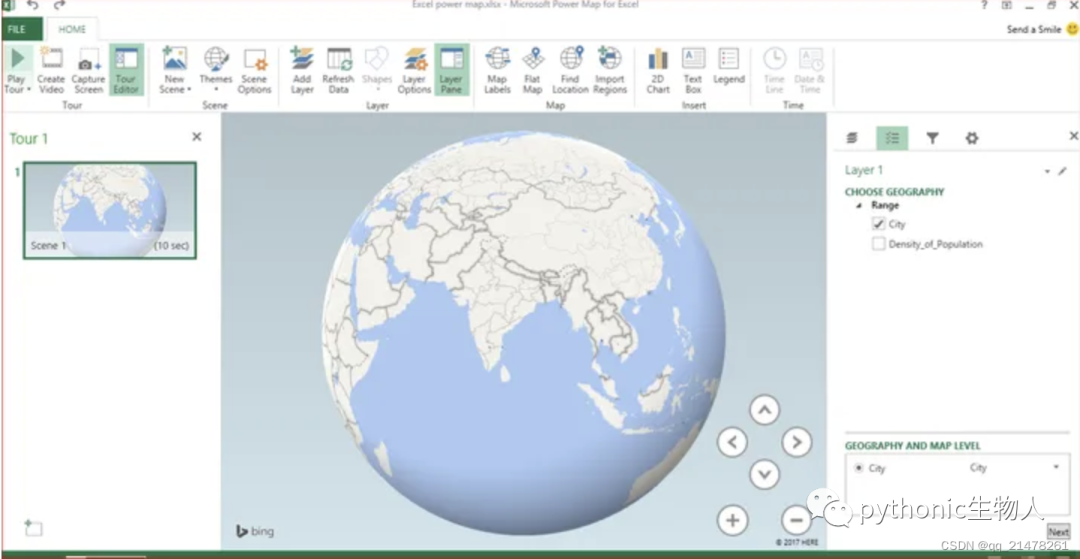 Excel power map.xlsx - Microsoft Power Map for Excel
?
FILE
HOME
Send a Smile
Play Tour
Create Video
Capture Screen
Tour Editor
New Scene
Themes
Scene Options
Add Layer
Refresh Data
Shapes
Layer Options
Layer Pane
Map Labels
Flat Map
Find Location
Import Regions
2D Chart
Text Box
Legend
Time Line
Date & Time
Tour
Scene
Layer
Map
Insert
Time
Tour 1
1
Scene 1
(10 sec)
Layer 1
CHOOSE GEOGRAPHY
Range
City
Density_of_Population
GEOGRAPHY AND MAP LEVEL
City
City
Next
bing
© 2017 HERE
pythonic生物人
CSDN @qq_21478261